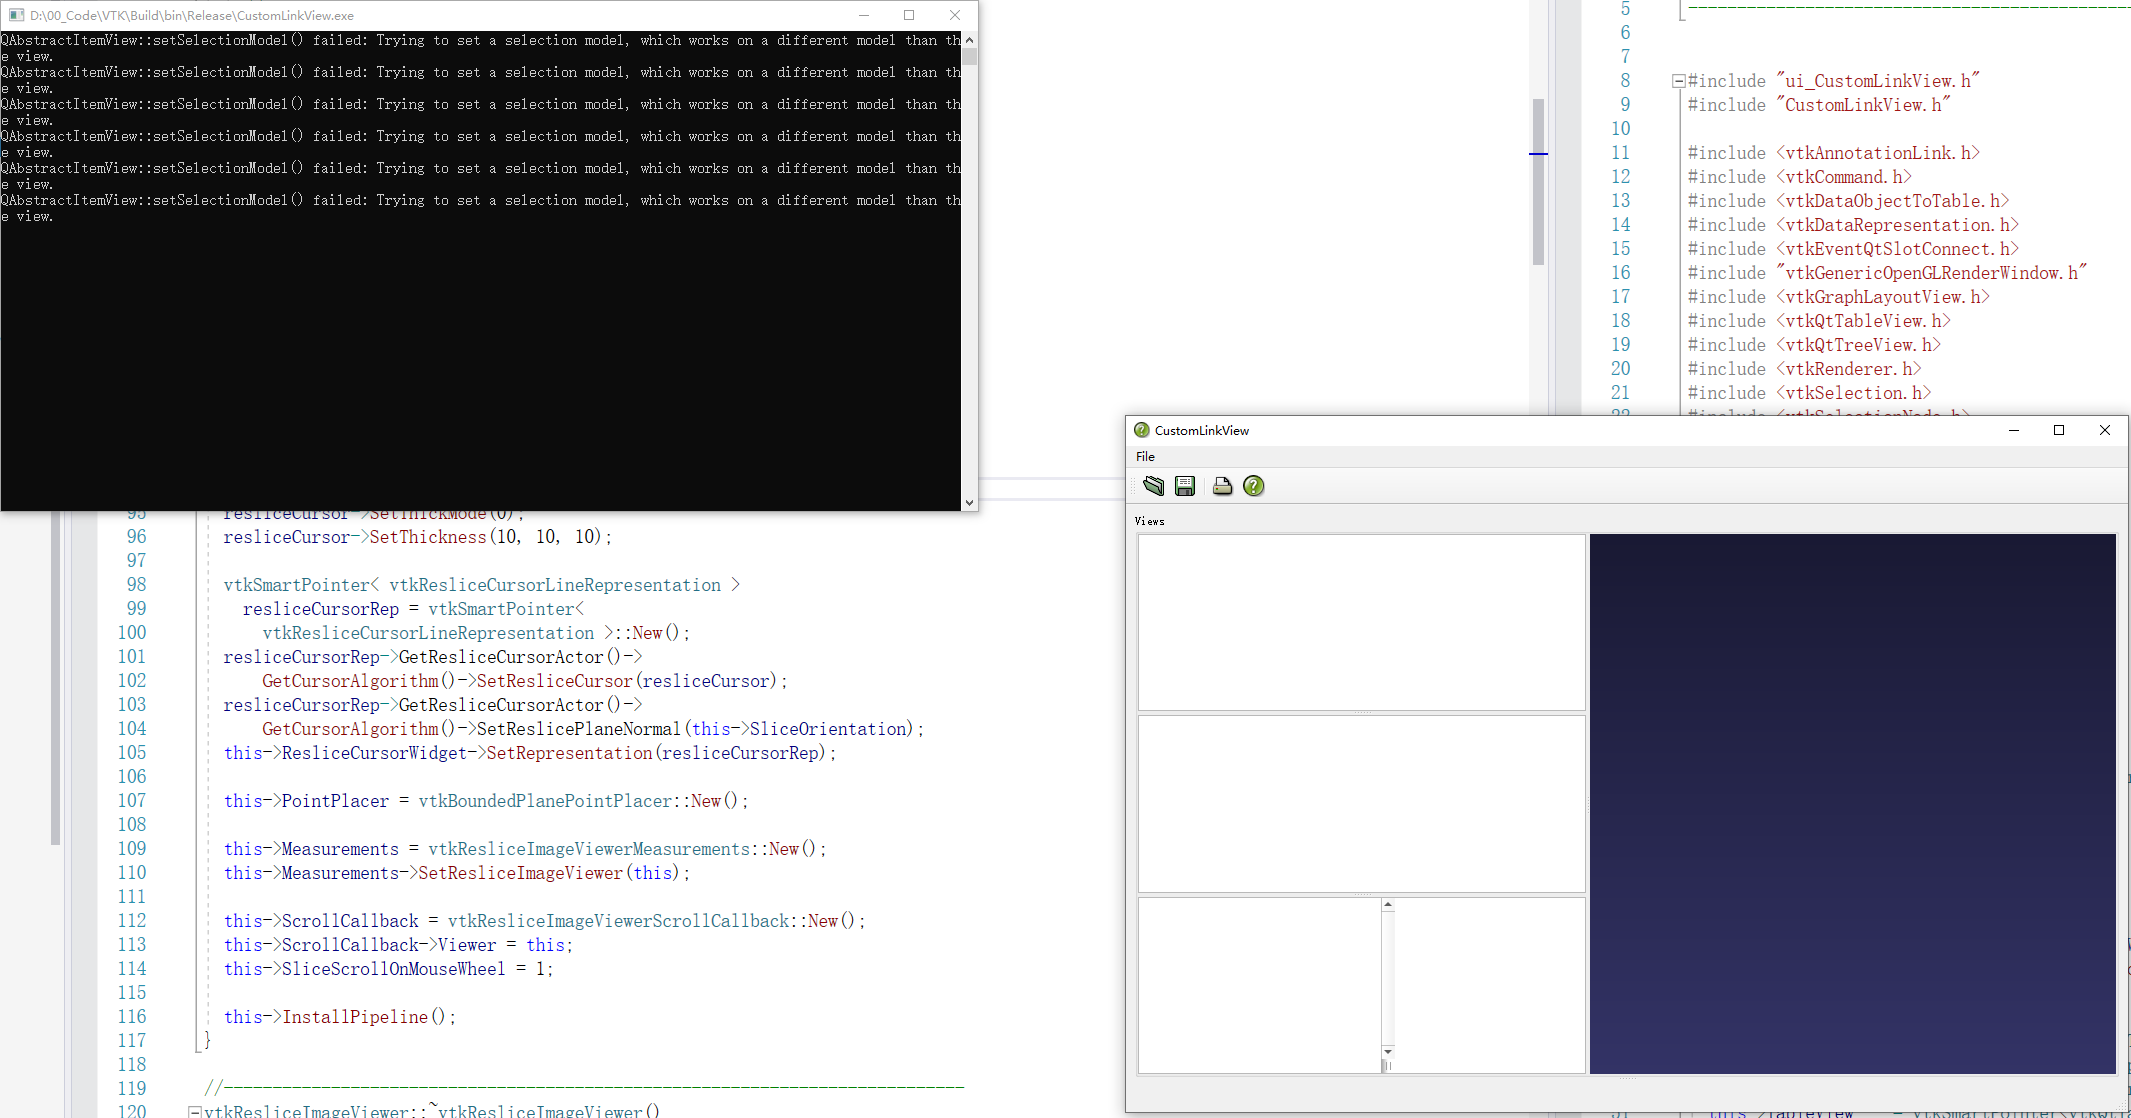 D:\00_Code\VTK\Build\bin\Release\CustomLinkView.exe
QAbstractItemView::setSelectionModel() failed: Trying to set a selection model, which works on a different model than th
e view.
QAbstractItemView::setSelectionModel() failed: Trying to set a selection model, which works on a different model than th
e view.
QAbstractItemView::setSelectionModel() failed: Trying to set a selection model, which works on a different model than th
e view.
QAbstractItemView::setSelectionModel() failed: Trying to set a selection model, which works on a different model than th
e view.
QAbstractItemView::setSelectionModel() failed: Trying to set a selection model, which works on a different model than th
e view.
QAbstractItemView::setSelectionModel() failed: Trying to set a selection model, which works on a different model than th
e view.
95 resliceCursor->SetThickMode(0);
96 resliceCursor->SetThickness(10, 10, 10);
97
98 vtkSmartPointer< vtkResliceCursorLineRepresentation >
99 resliceCursorRep = vtkSmartPointer<
100 vtkResliceCursorLineRepresentation >::New();
101 resliceCursorRep->GetResliceCursorActor()->
102 GetCursorAlgorithm()->SetResliceCursor(resliceCursor);
103 resliceCursorRep->GetResliceCursorActor()->
104 GetCursorAlgorithm()->SetReslicePlaneNormal(this->SliceOrientation);
105 this->ResliceCursorWidget->SetRepresentation(resliceCursorRep);
106
107 this->PointPlacer = vtkBoundedPlanePointPlacer::New();
108
109 this->Measurements = vtkResliceImageViewerMeasurements::New();
110 this->Measurements->SetResliceImageViewer(this);
111
112 this->ScrollCallback = vtkResliceImageViewerScrollCallback::New();
113 this->ScrollCallback->Viewer = this;
114 this->SliceScrollOnMouseWheel = 1;
115
116 this->InstallPipeline();
117 }
118
119 //----------------------------------------------------------------------------
120 vtkResliceImageViewer::~vtkResliceImageViewer()
5
6
7
8 #include "ui_CustomLinkView.h"
9 #include "CustomLinkView.h"
10
11 #include <vtkAnnotationLink.h>
12 #include <vtkCommand.h>
13 #include <vtkDataObjectToTable.h>
14 #include <vtkDataRepresentation.h>
15 #include <vtkEventQtSlotConnect.h>
16 #include "vtkGenericOpenGLRenderWindow.h"
17 #include <vtkGraphLayoutView.h>
18 #include <vtkQtTableView.h>
19 #include <vtkQtTreeView.h>
20 #include <vtkRenderer.h>
21 #include <vtkSelection.h>
22 #include <vtkSelectionNode.h>
CustomLinkView
File
Views